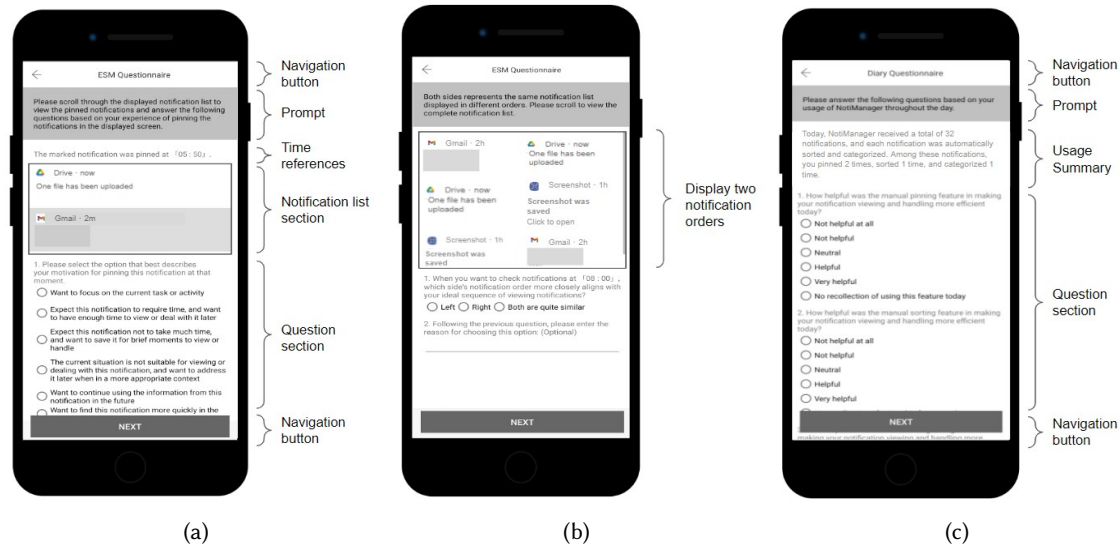 ESM Questionnaire
Please scroll through the displayed notification list to
view the pinned notifications and answer the following
questions based on your experience of pinning the
notifications in the displayed screen.
The marked notification was pinned at 「05 : 50」.
Drive · now
One file has been uploaded
Gmail · 2m
1. Please select the option that best describes
your motivation for pinning this notification at that
moment.
Want to focus on the current task or activity
Expect this notification to require time, and want
to have enough time to view or deal with it later
Expect this notification not to take much time,
and want to save it for brief moments to view or
handle
The current situation is not suitable for viewing or
dealing with this notification, and want to address
it later when in a more appropriate context
Want to continue using the information from this
notification in the future
Want to find this notification more quickly in the
NEXT
Navigation
button
Prompt
Time
references
Notification list
section
Question
section
Navigation
button
(a)
ESM Questionnaire
Both sides represents the same notification list
displayed in different orders. Please scroll to view the
complete notification list.
Gmail · 2h
Drive · now
One file has been
uploaded
Screenshot · 1h
Screenshot was
saved
Drive · now
One file has been
uploaded
Screenshot was
saved
Click to open
Screenshot · 1h
Gmail · 2h
1. When you want to check notifications at 「08 : 00」,
which side's notification order more closely aligns with
your ideal sequence of viewing notifications?
Left
Right
Both are quite similar
2. Following the previous question, please enter the
reason for choosing this option: (Optional)
NEXT
Display two
notification
orders
(b)
Diary Questionnaire
Please answer the following questions based on your
usage of NotiManager throughout the day.
Today, NotiManager received a total of 32
notifications, and each notification was automatically
sorted and categorized. Among these notifications,
you pinned 2 times, sorted 1 time, and categorized 1
time.
1. How helpful was the manual pinning feature in making
your notification viewing and handling more efficient
today?
Not helpful at all
Not helpful
Neutral
Helpful
Very helpful
No recollection of using this feature today
2. How helpful was the manual sorting feature in making
your notification viewing and handling more efficient
today?
Not helpful at all
Not helpful
Neutral
Helpful
Very helpful
NEXT
making your notification viewing and handling more
Navigation
button
Prompt
Usage
Summary
Question
section
Navigation
button
(c)